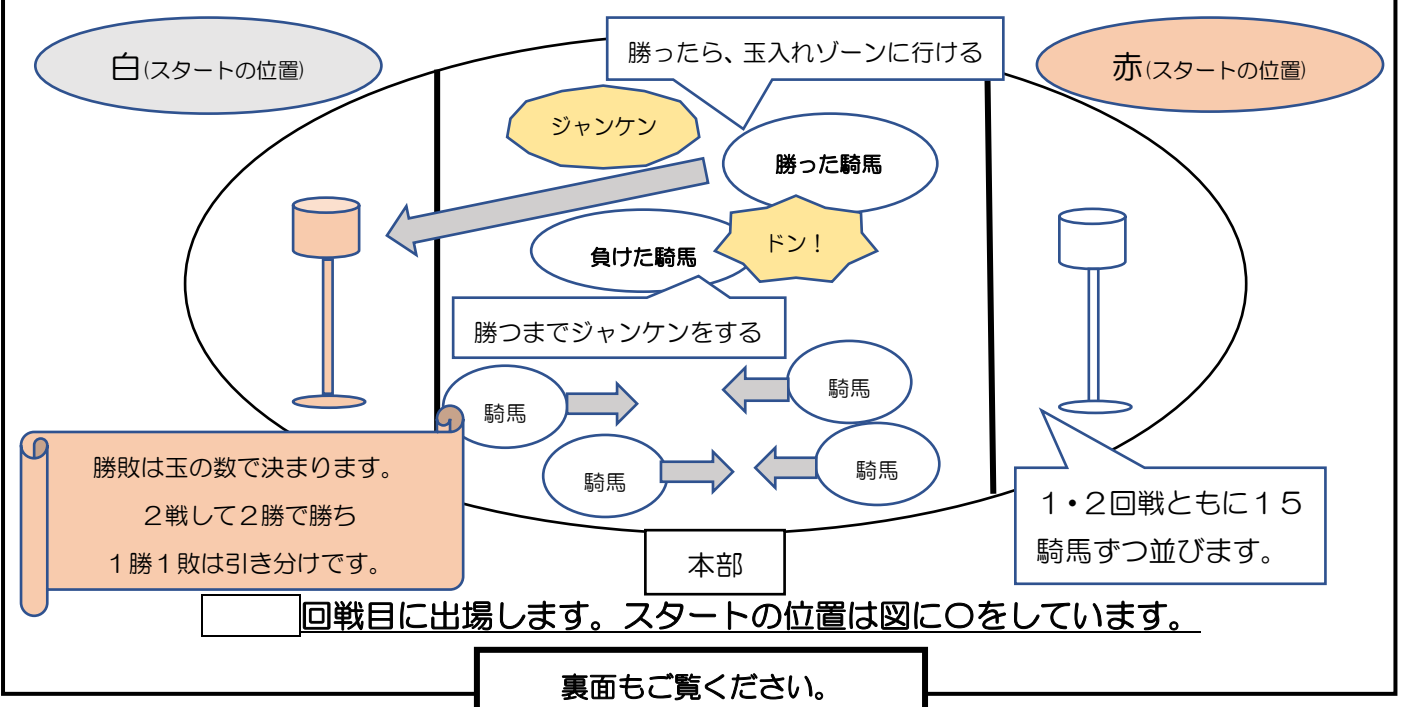 白(スタートの位置)
勝ったら、玉入れゾーンに行ける
赤(スタートの位置)
ジャンケン
勝った騎馬
ドン！
負けた騎馬
勝つまでジャンケンをする
騎馬
騎馬
騎馬
騎馬
勝敗は玉の数で決まります。
２戦して２勝で勝ち
１勝１敗は引き分けです。
１・２回戦ともに１５
騎馬ずつ並びます。
本部
回戦目に出場します。スタートの位置は図に〇をしています。
裏面もご覧ください。